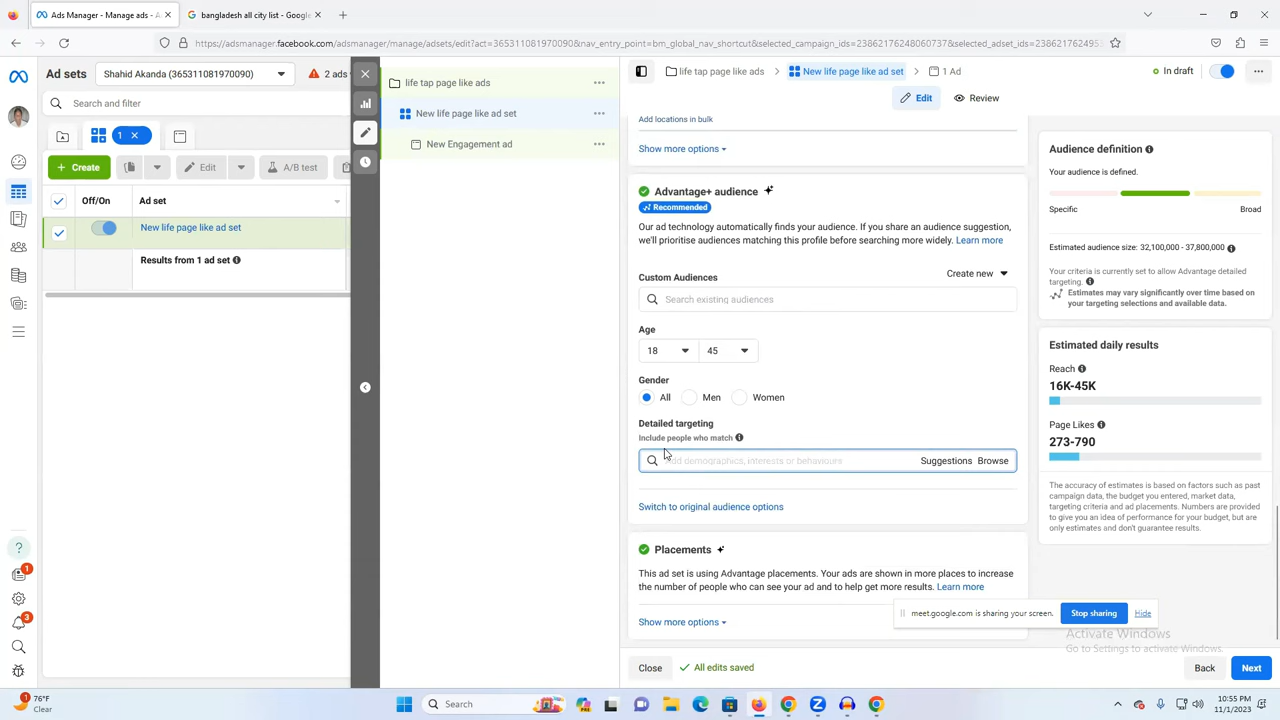 Ads Manager - Manage ads - A
bangladesh all city list - Google
https://adsmanager.facebook.com/adsmanager/manage/adsets/edit?act=365311081970090&nav_entry_point=bm_global_nav_shortcut&selected_campaign_ids=23862176248060737&selected_adset_ids=2386217624953
Ad sets
Shahid Akanda (365311081970090)
2 ads
Search and filter
1
Create
Edit
A/B test
Off/On
Ad set
New life page like ad set
Results from 1 ad set
life tap page like ads
New life page like ad set
New Engagement ad
life tap page like ads
New life page like ad set
1 Ad
In draft
Edit
Review
Add locations in bulk
Show more options
Advantage+ audience
Recommended
Our ad technology automatically finds your audience. If you share an audience suggestion,
we'll prioritise audiences matching this profile before searching more widely. Learn more
Custom Audiences
Create new
Search existing audiences
Age
18
45
Gender
All
Men
Women
Detailed targeting
Include people who match
Add demographics, interests or behaviours
Suggestions
Browse
Switch to original audience options
Placements
This ad set is using Advantage placements. Your ads are shown in more places to increase
the number of people who can see your ad and to help get more results. Learn more
Show more options
Close
All edits saved
Back
Next
Audience definition
Your audience is defined.
Specific
Broad
Estimated audience size: 32,100,000 - 37,800,000
Your criteria is currently set to allow Advantage detailed
targeting.
Estimates may vary significantly over time based on
your targeting selections and available data.
Estimated daily results
Reach
16K-45K
Page Likes
273-790
The accuracy of estimates is based on factors such as past
campaign data, the budget you entered, market data,
targeting criteria and ad placements. Numbers are provided
to give you an idea of performance for your budget, but are
only estimates and don't guarantee results.
meet.google.com is sharing your screen.
Stop sharing
Hide
Activate Windows
Go to Settings to activate Windows.
1
3
1
76°F
Clear
Search
10:55 PM
11/1/2023